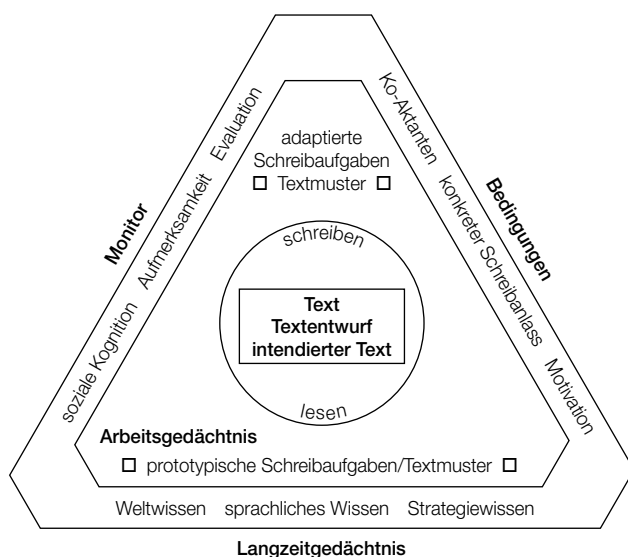 Monitor
soziale Kognition Aufmerksamkeit Evaluation
Ko-Aktanten konkreter Schreibanlass Motivation
Bedingungen
adaptierte
Schreibaufgaben
Textmuster
schreiben
Text
Textentwurf
intendierter Text
lesen
Arbeitsgedächtnis
prototypische Schreibaufgaben/Textmuster
Weltwissen sprachliches Wissen Strategiewissen
Langzeitgedächtnis